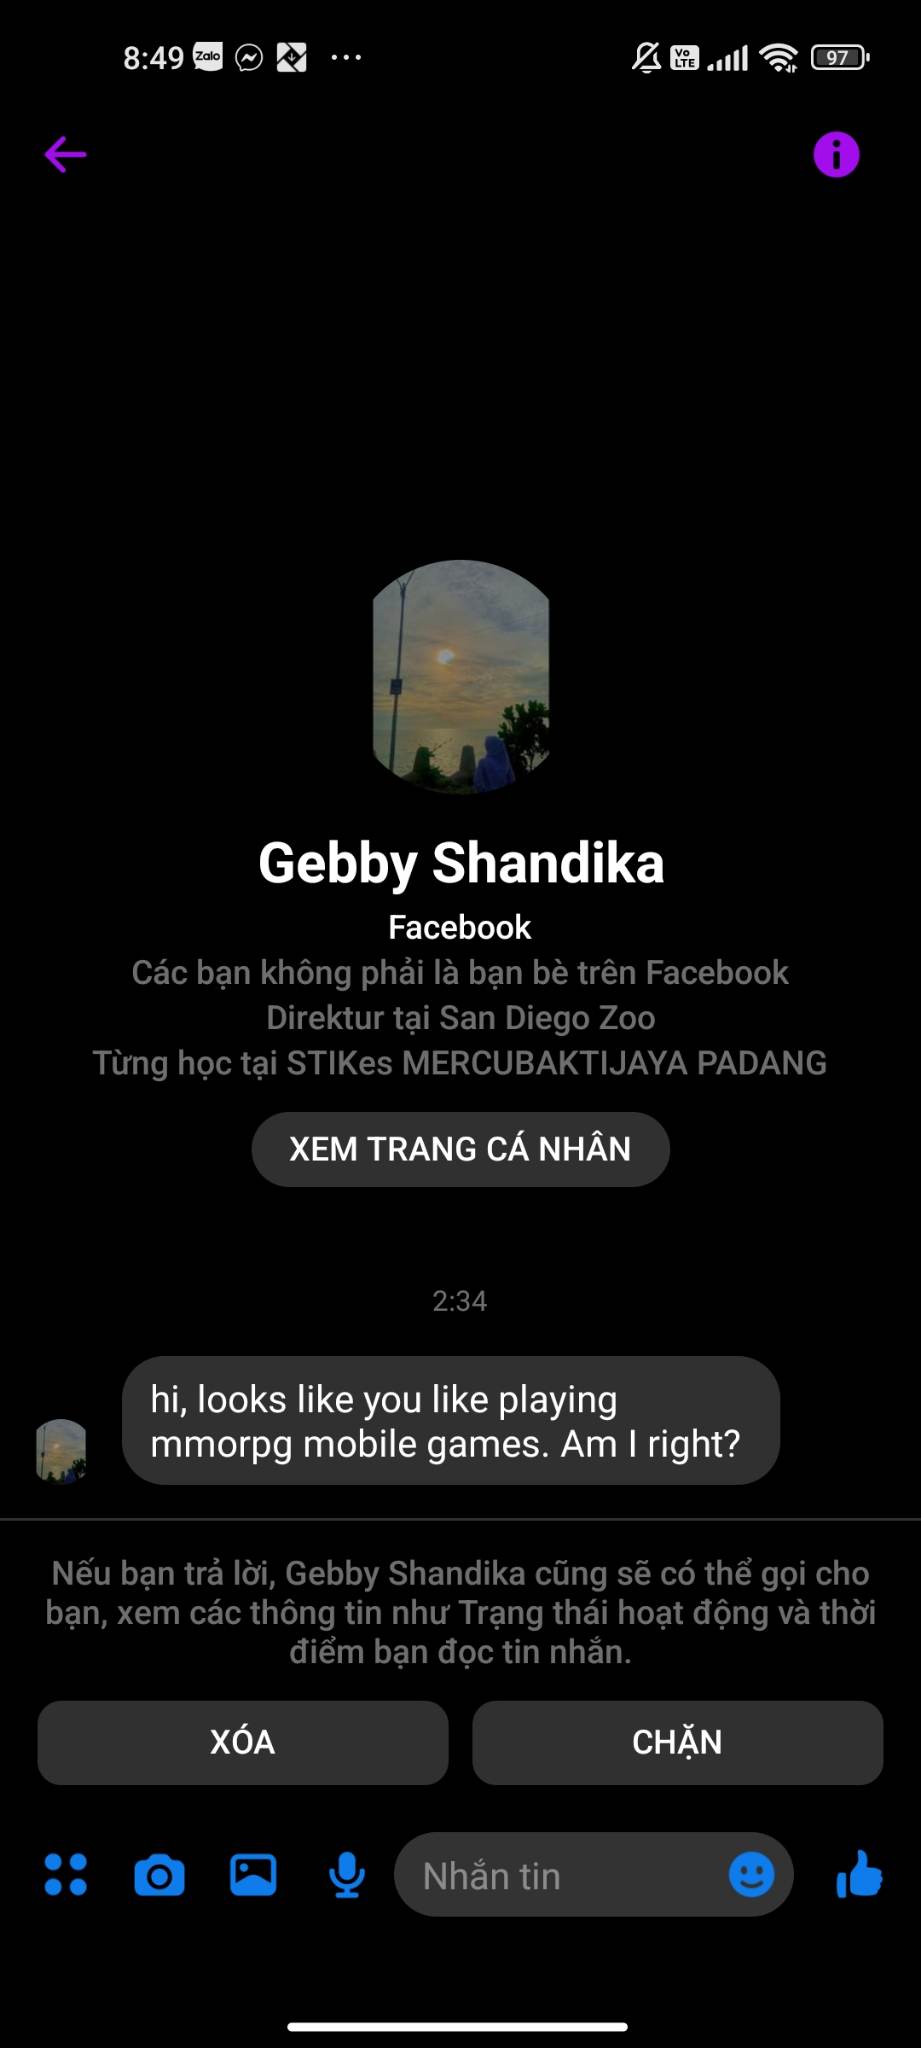 8:49 Zalo ... Vo LTE 97
Gebby Shandika
Facebook
Các bạn không phải là bạn bè trên Facebook
Direktur tại San Diego Zoo
Từng học tại STIKes MERCUBAKTIJAYA PADANG
XEM TRANG CÁ NHÂN
2:34
hi, looks like you like playing
mmorpg mobile games. Am I right?
Nếu bạn trả lời, Gebby Shandika cũng sẽ có thể gọi cho
bạn, xem các thông tin như Trạng thái hoạt động và thời
điểm bạn đọc tin nhắn.
XÓA
CHẶN
Nhắn tin